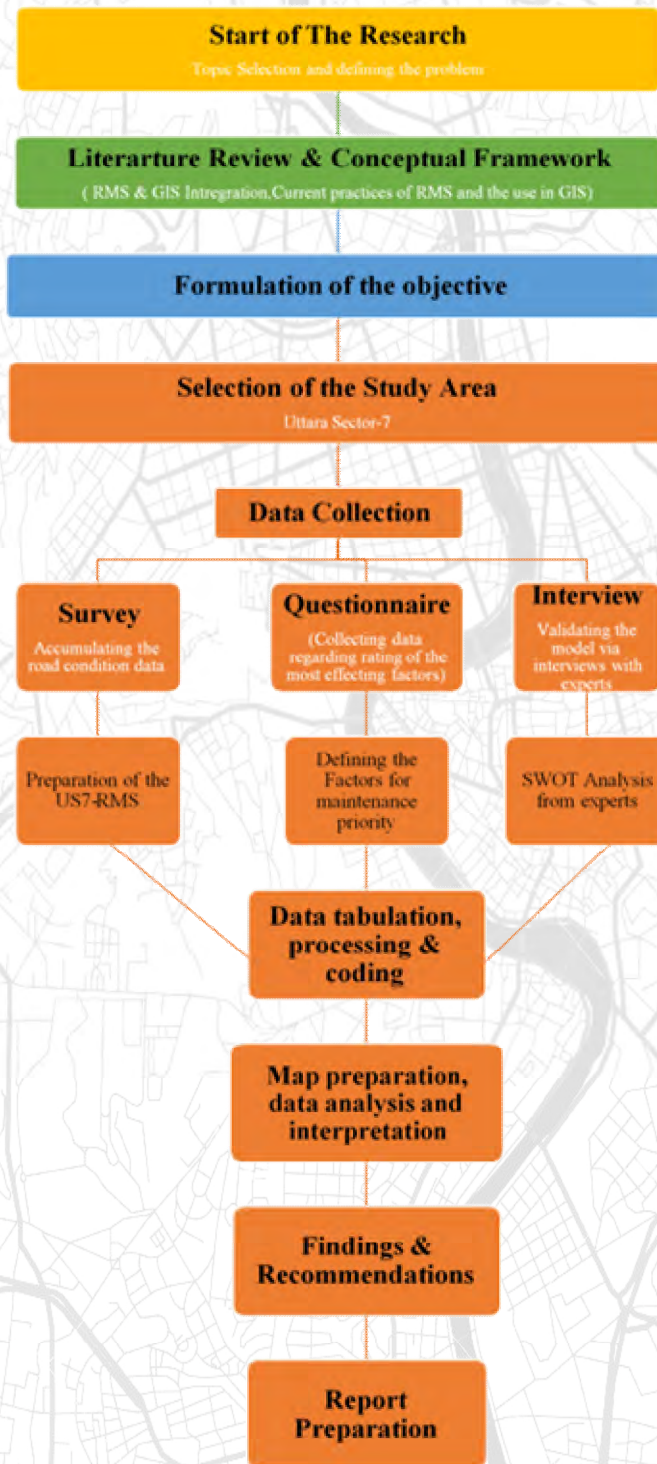 Start of The Research
Topic Selection and defining the problem
Literarture Review & Conceptual Framework
( RMS & GIS Intregration,Current practices of RMS and the use in GIS)
Formulation of the objective
Selection of the Study Area
Uttara Sector-7
Data Collection
Survey
Accumulating the
road condition data
Questionnaire
(Collecting data
regarding rating of the
most effecting factors)
Interview
Validating the
model via
interviews with
experts
Preparation of the
US7-RMS
Defining the
Factors for
maintenance
priority
SWOT Analysis
from experts
Data tabulation,
processing &
coding
Map preparation,
data analysis and
interpretation
Findings &
Recommendations
Report
Preparation